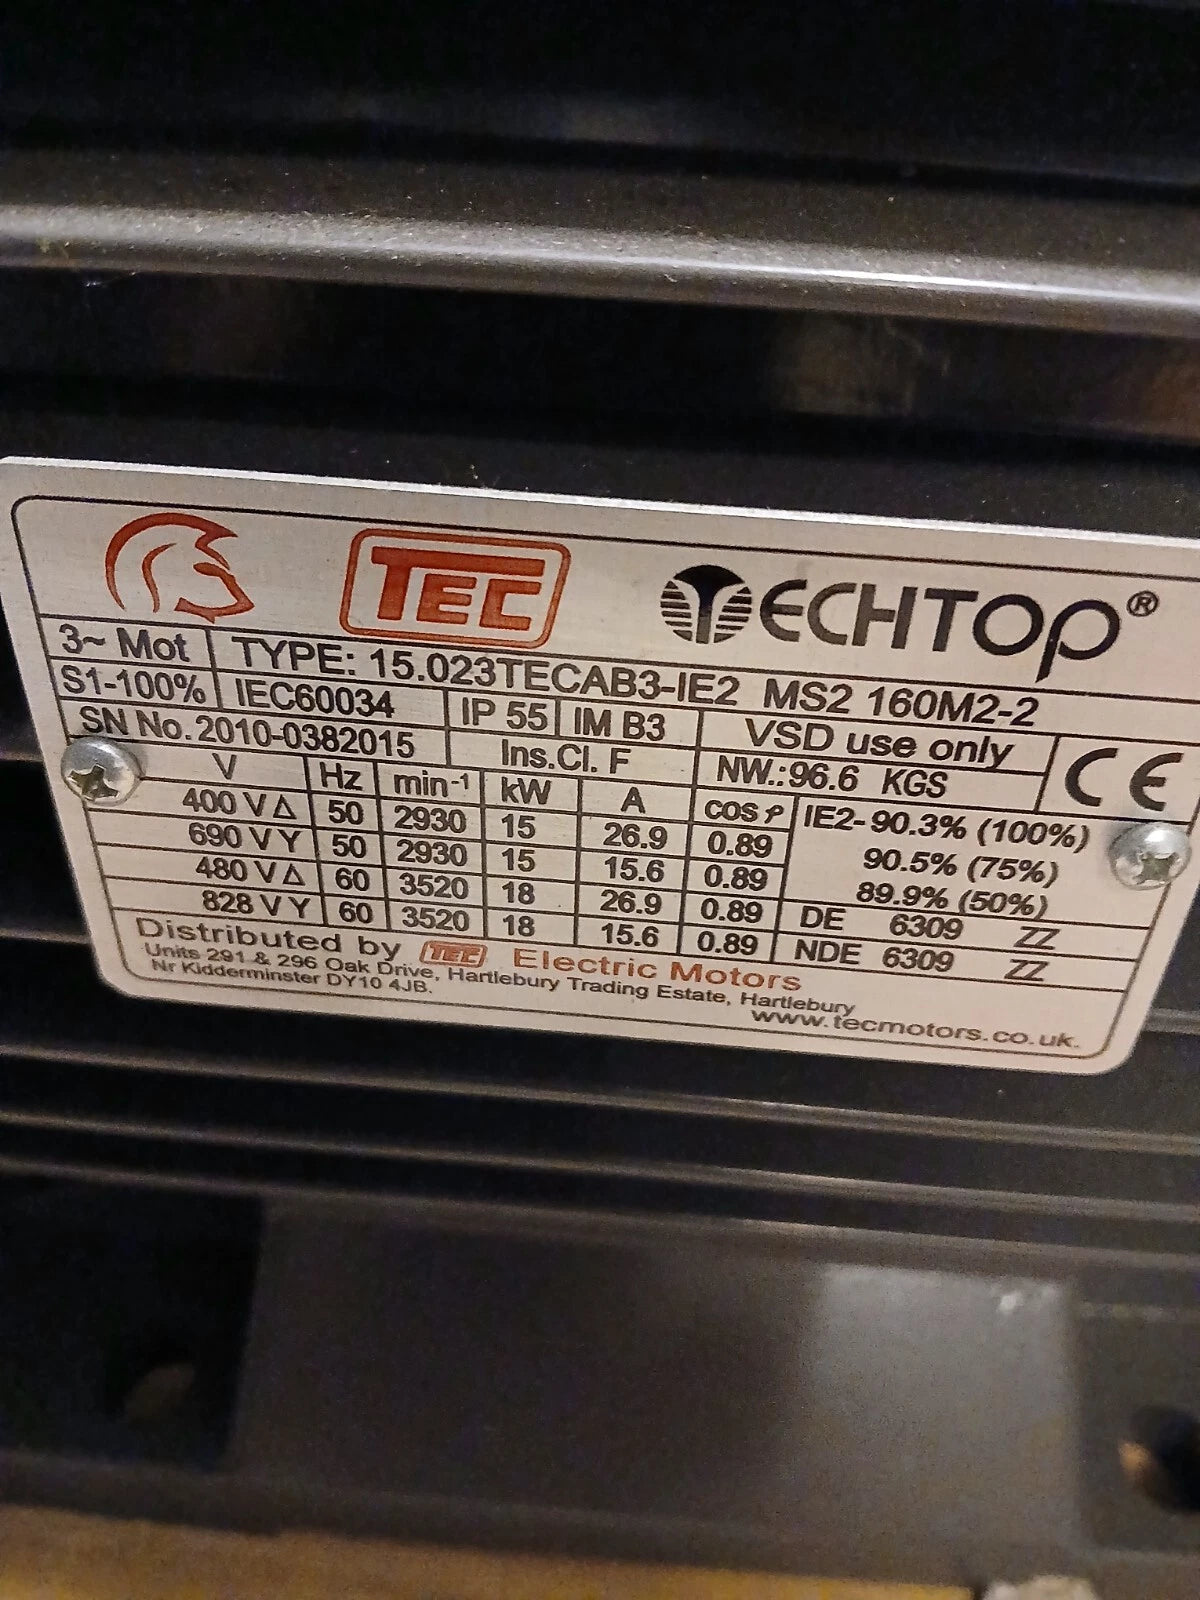 TEC TECHTOP®
3~ Mot TYPE: 15.023TECAB3-IE2 MS2 160M2-2
S1-100% IEC60034 IP 55 IM B3 VSD use only CE
SN No. 2010-0382015 Ins.Cl. F NW.:96.6 KGS
V Hz min-1 kW A cos ρ IE2-90.3% (100%)
400 V Δ 50 2930 15 26.9 0.89 90.5% (75%)
690 V Y 50 2930 15 15.6 0.89 89.9% (50%)
480 V Δ 60 3520 18 26.9 0.89 DE 6309 ZZ
828 V Y 60 3520 18 15.6 0.89 NDE 6309 ZZ
Distributed by TEC Electric Motors
Units 291 & 296 Oak Drive, Hartlebury Trading Estate, Hartlebury
Nr Kidderminster DY10 4JB.
www.tecmotors.co.uk.